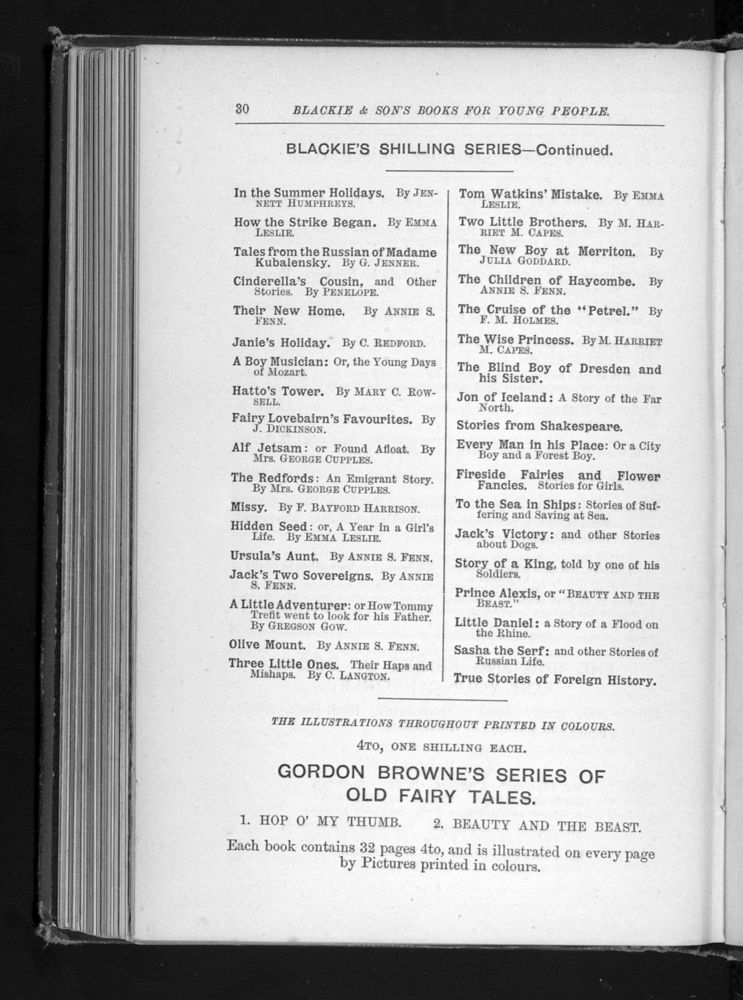 30 BLACKIE & SON'S BOOKS FOR YOUNG PEOPLE.
BLACKIE'S SHILLING SERIES—Continued.
In the Summer Holidays. By JEN-
NETT HUMPHREYS.
How the Strike Began. By EMMA
LESLIE.
Tales from the Russian of Madame
Kubalensky. By G. JENNER.
Cinderella's Cousin, and Other
Stories. By PENELOPE.
Their New Home. By ANNIE S.
FENN.
Janie's Holiday. By C. REDFORD.
A Boy Musician: Or, the Young Days
of Mozart.
Hatto's Tower. By MARY C. ROW-
SELL.
Fairy Lovebairn's Favourites. By
J. DICKINSON.
Alf Jetsam: or Found Afloat. By
Mrs. GEORGE CUPPLES.
The Redfords: An Emigrant Story.
By Mrs. GEORGE CUPPLES.
Missy. By F. BAYFORD HARRISON.
Hidden Seed: or, A Year in a Girl's
Life. By EMMA LESLIE.
Ursula's Aunt. By ANNIE S. FENN.
Jack's Two Sovereigns. By ANNIE
S. FENN.
A Little Adventurer: or How Tommy
Trefit went to look for his Father.
By GREGSON GOW.
Olive Mount. By ANNIE S. FENN.
Three Little Ones. Their Haps and
Mishaps. By C. LANGTON.
Tom Watkins' Mistake. By EMMA
LESLIE.
Two Little Brothers. By M. HAR-
RIET M. CAPES.
The New Boy at Merriton. By
JULIA GODDARD.
The Children of Haycombe. By
ANNIE S. FENN.
The Cruise of the "Petrel." By
F. M. HOLMES.
The Wise Princess. By M. HARRIET
M. CAPES.
The Blind Boy of Dresden and
his Sister.
Jon of Iceland: A Story of the Far
North.
Stories from Shakespeare.
Every Man in his Place: Or a City
Boy and a Forest Boy.
Fireside Fairies and Flower
Fancies. Stories for Girls.
To the Sea in Ships: Stories of Suf-
fering and Saving at Sea.
Jack's Victory: and other Stories
about Dogs.
Story of a King, told by one of his
Soldiers.
Prince Alexis, or "BEAUTY AND THE
BEAST."
Little Daniel: a Story of a Flood on
the Rhine.
Sasha the Serf: and other Stories of
Russian Life.
True Stories of Foreign History.
THE ILLUSTRATIONS THROUGHOUT PRINTED IN COLOURS.
4TO, ONE SHILLING EACH.
GORDON BROWNE'S SERIES OF
OLD FAIRY TALES.
1. HOP O' MY THUMB. 2. BEAUTY AND THE BEAST.
Each book contains 32 pages 4to, and is illustrated on every page
by Pictures printed in colours.